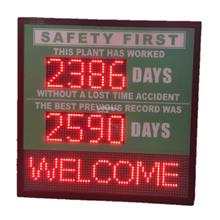 SAFETY FIRST
THIS PLANT HAS WORKED
2386 DAYS
WITHOUT A LOST TIME ACCIDENT
THE BEST PREVIOUS RECORD WAS
2590 DAYS
WELCOME